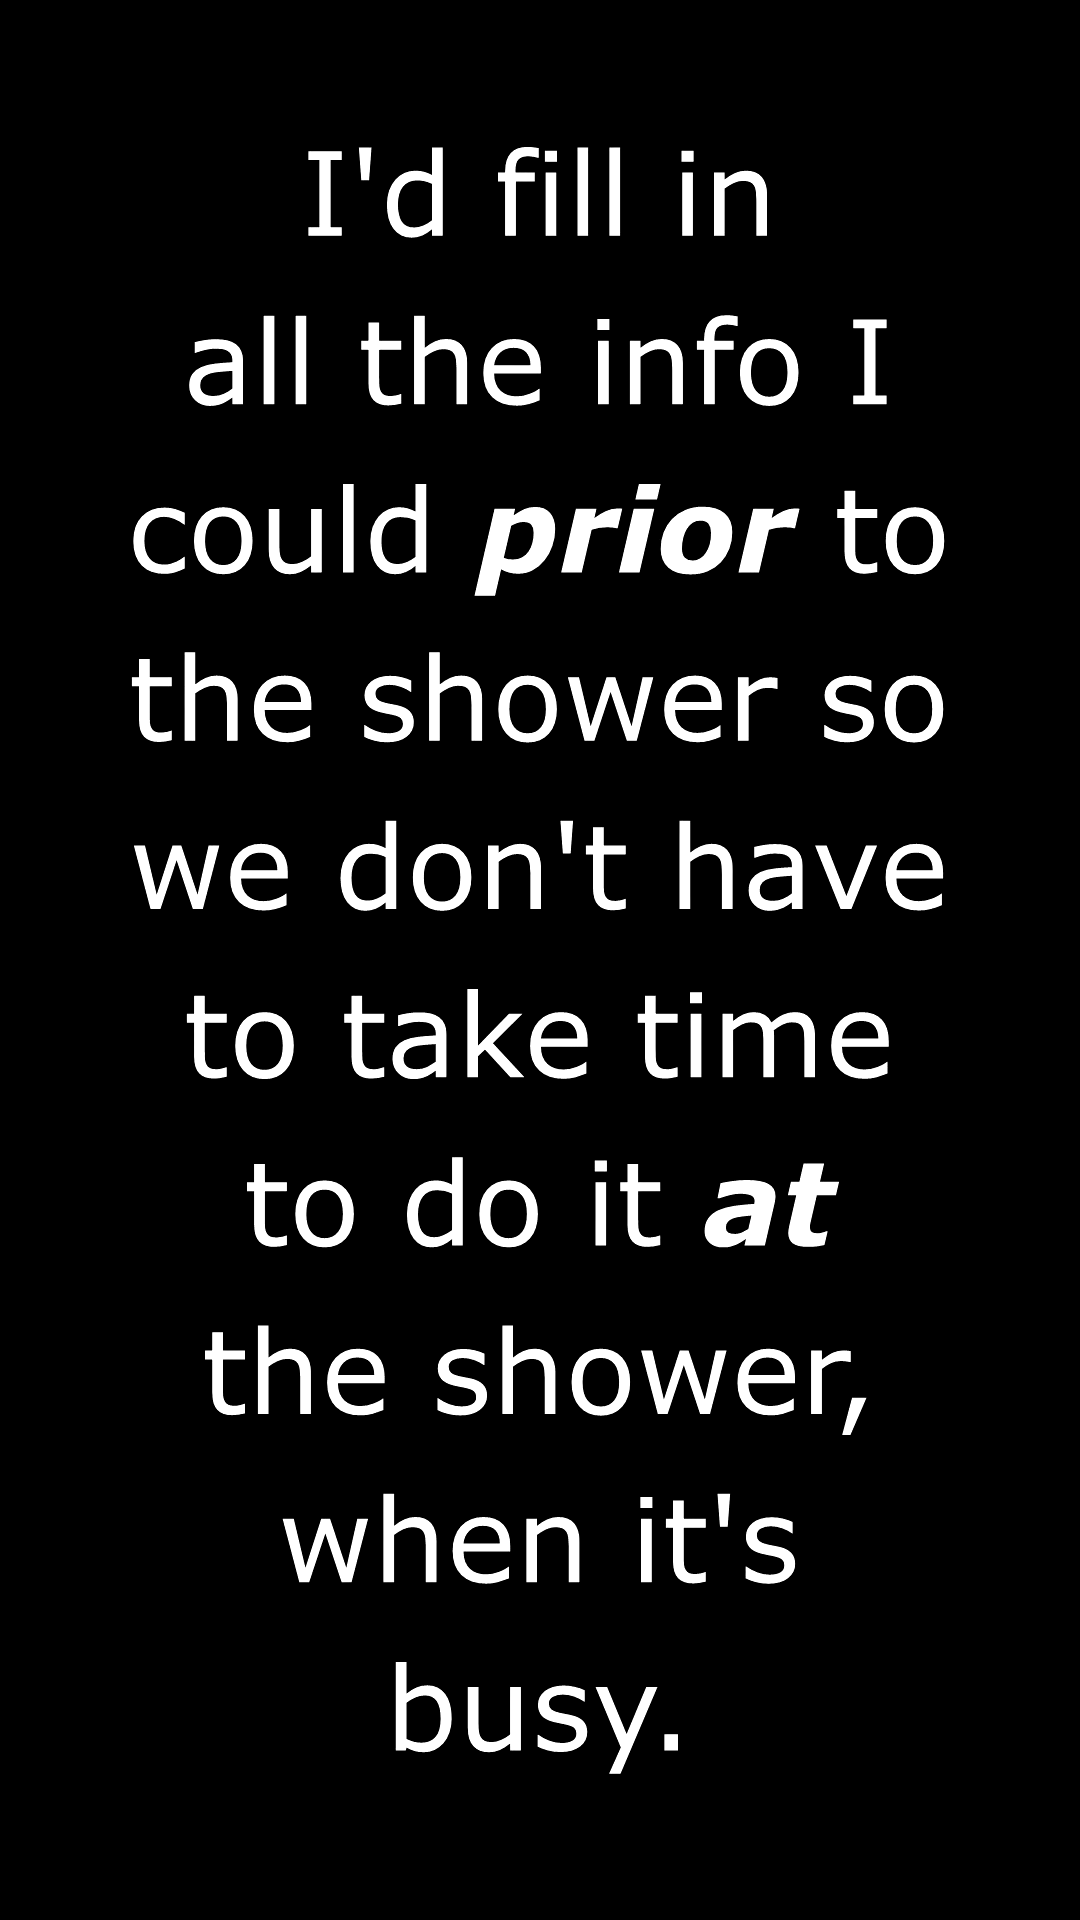 I'd fill in
all the info I
could prior to
the shower so
we don't have
to take time
to do it at
the shower,
when it's
busy.